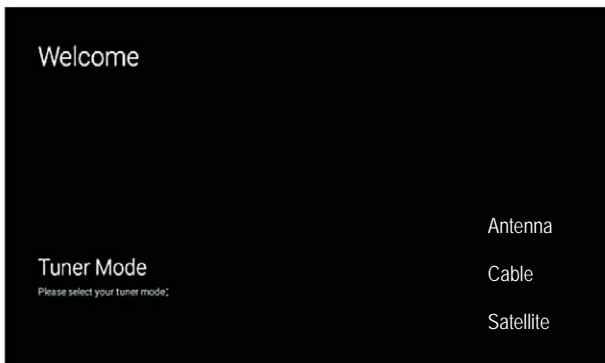 Welcome
Tuner Mode
Please select your tuner mode:
Antenna
Cable
Satellite